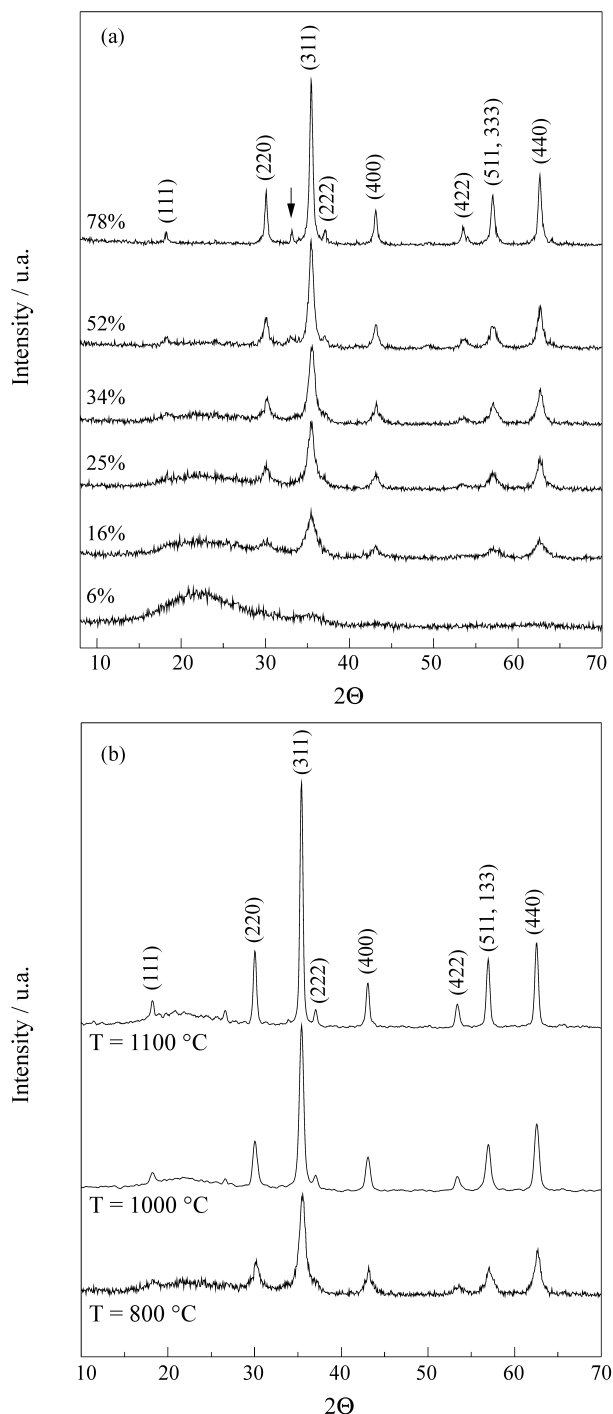 (a)
(311)
(111)
(220)
(222)
(400)
(422)
(511, 333)
(440)
78%
52%
34%
25%
16%
6%
Intensity / u.a.
10 20 30 40 50 60 70
2Θ
(b)
(311)
(111)
(220)
(222)
(400)
(422)
(511, 133)
(440)
T = 1100 °C
T = 1000 °C
T = 800 °C
Intensity / u.a.
10 20 30 40 50 60 70
2Θ